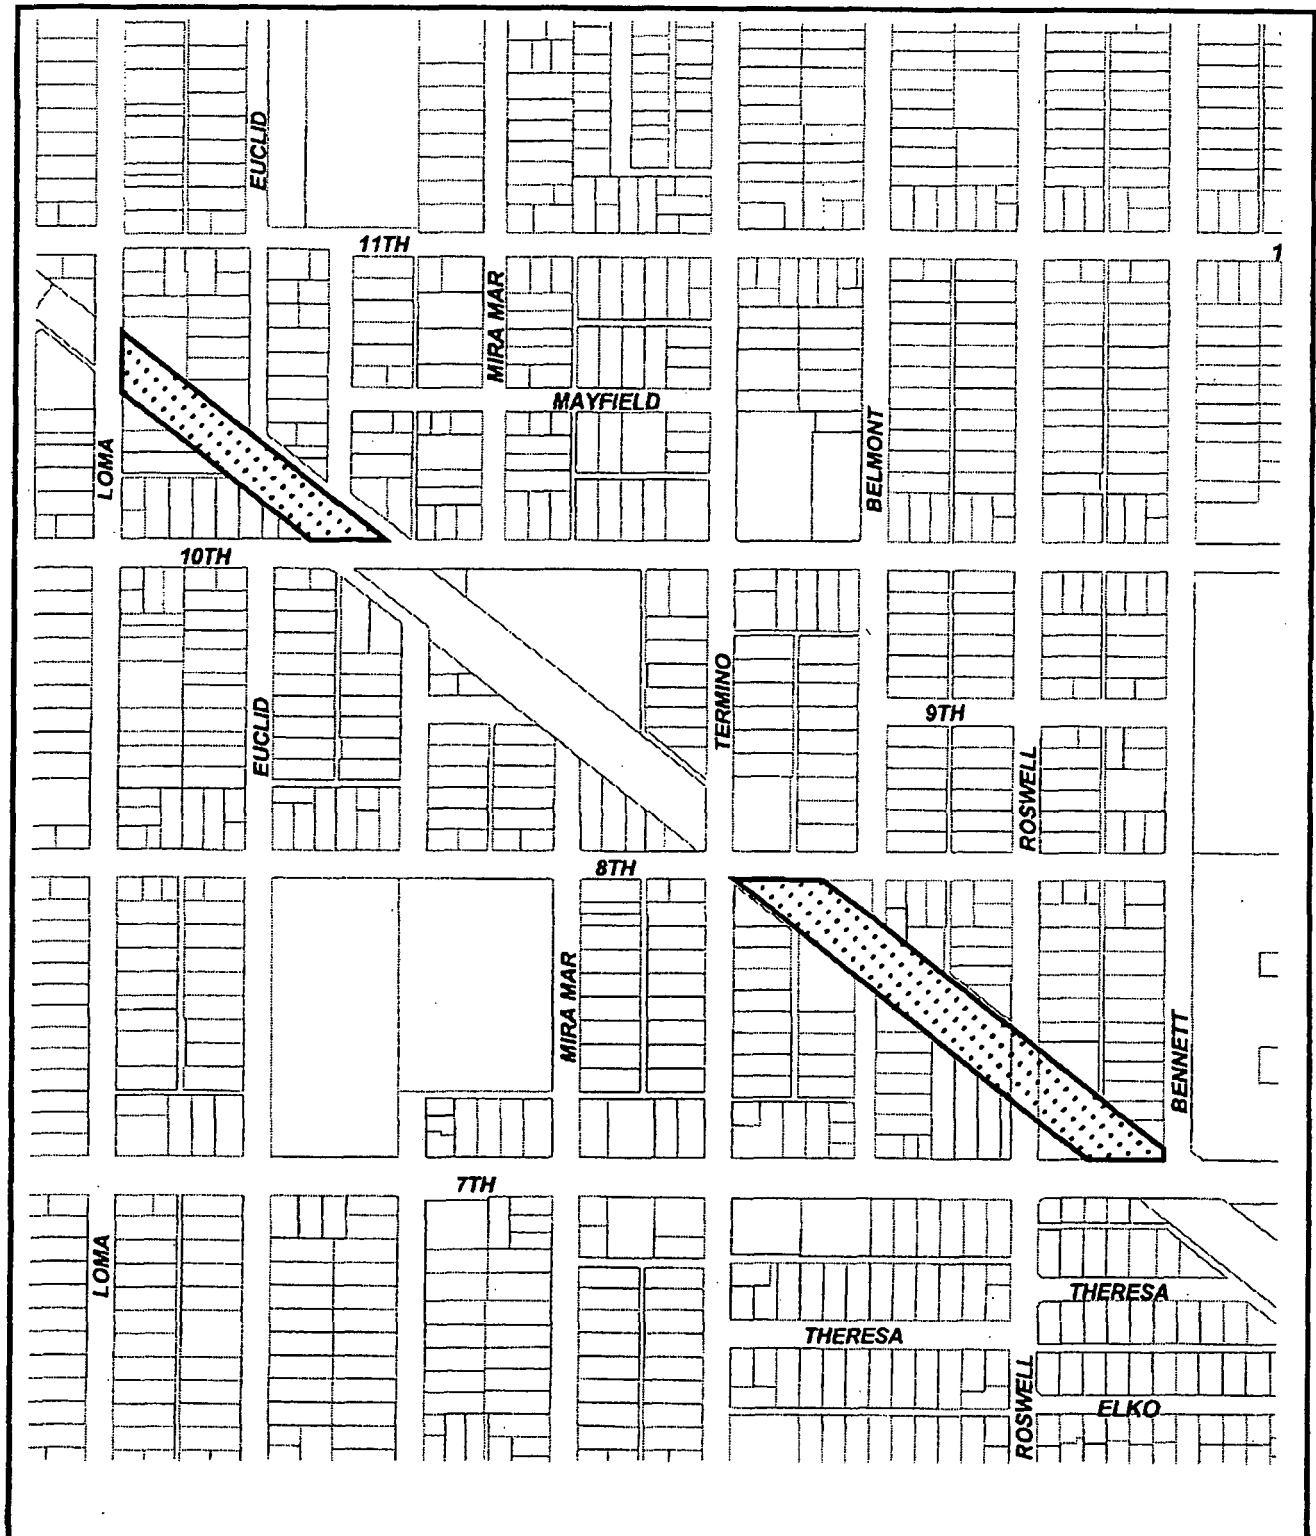 EUCLID
11TH
1
MIRA MAR
MAYFIELD
LOMA
BELMONT
10TH
TERMINO
EUCLID
9TH
ROSWELL
8TH
MIRA MAR
BENNETT
7TH
LOMA
THERESA
THERESA
ROSWELL
ELKO